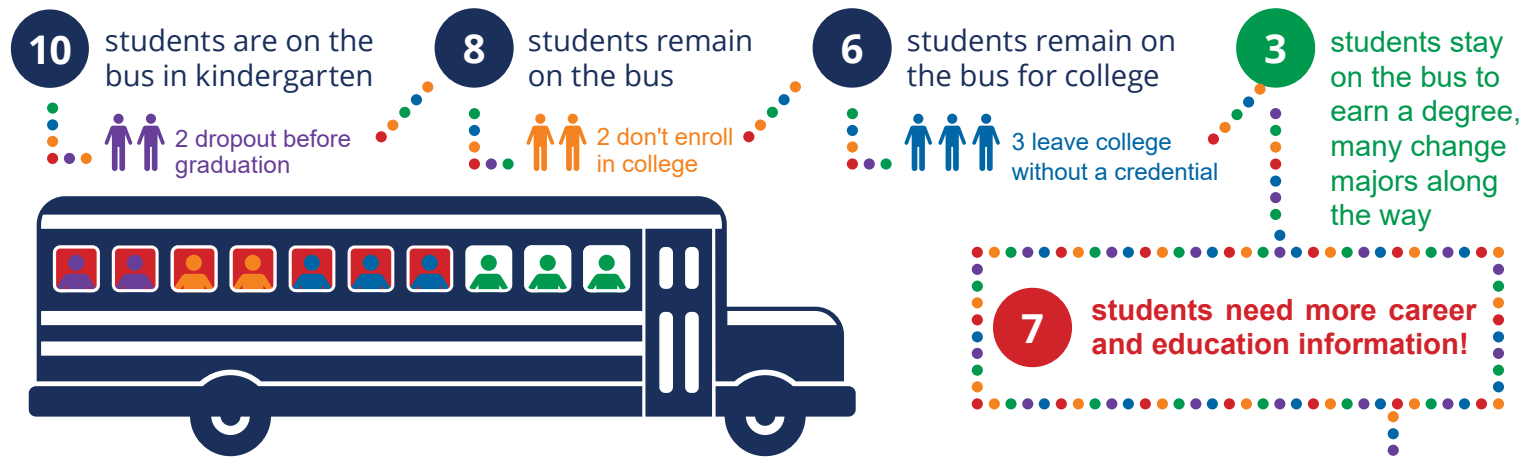 10
students are on the
bus in kindergarten
2 dropout before
graduation
8
students remain
on the bus
2 don't enroll
in college
6
students remain on
the bus for college
3 leave college
without a credential
3
students stay
on the bus to
earn a degree,
many change
majors along
the way
7
students need more career
and education information!